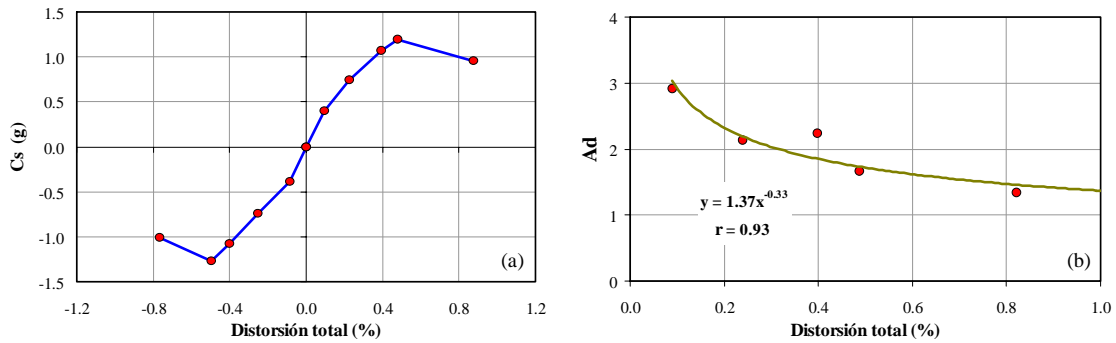 1.5
1.0
0.5
0.0
-0.5
-1.0
-1.5
Cs (g)
-1.2 -0.8 -0.4 0.0 0.4 0.8 1.2
Distorsión total (%)
(a)
4
3
2
1
0
Ad
y = 1.37x^-0.33
r = 0.93
0.0 0.2 0.4 0.6 0.8 1.0
Distorsión total (%)
(b)